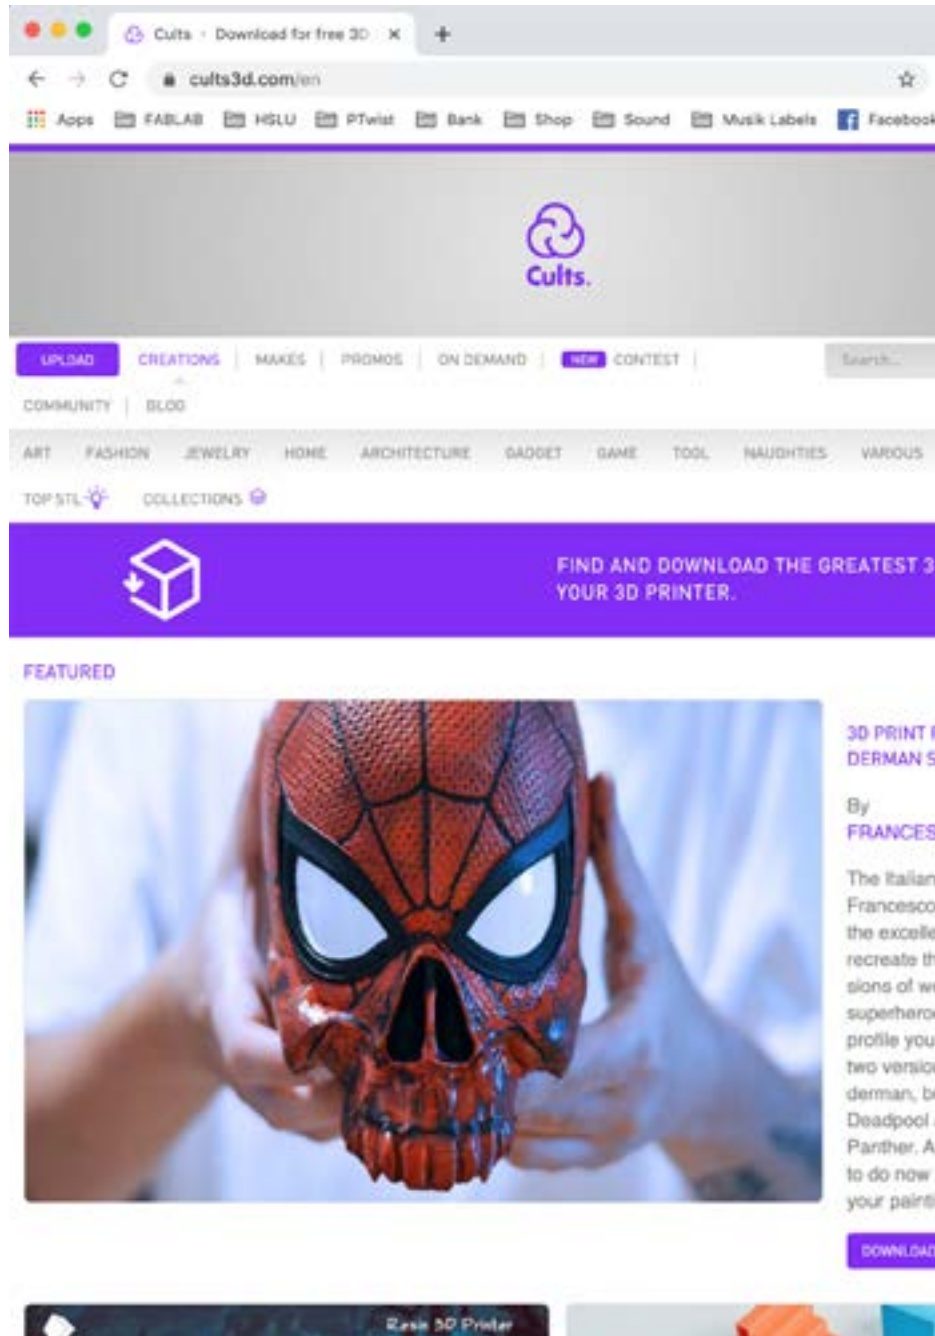 Cults · Download for free 3D
cults3d.com/en
Apps FABLAB HSLU PTwist Bank Shop Sound Musik Labels Facebook
Cults.
UPLOAD CREATIONS MAKES PROMOS ON DEMAND NEW CONTEST Search...
COMMUNITY BLOG
ART FASHION JEWELRY HOME ARCHITECTURE GADGET GAME TOOL NAUGHTIES VARIOUS
TOP STL COLLECTIONS
FIND AND DOWNLOAD THE GREATEST 3
YOUR 3D PRINTER.
FEATURED
3D PRINT
DERMAN S
By
FRANCES
The Italian
Francesco
the excelle
recreate th
sions of we
superheroe
profile you
two versio
derman, b
Deadpool
Panther. A
to do now
your painti
DOWNLOAD
Resin 3D Printer